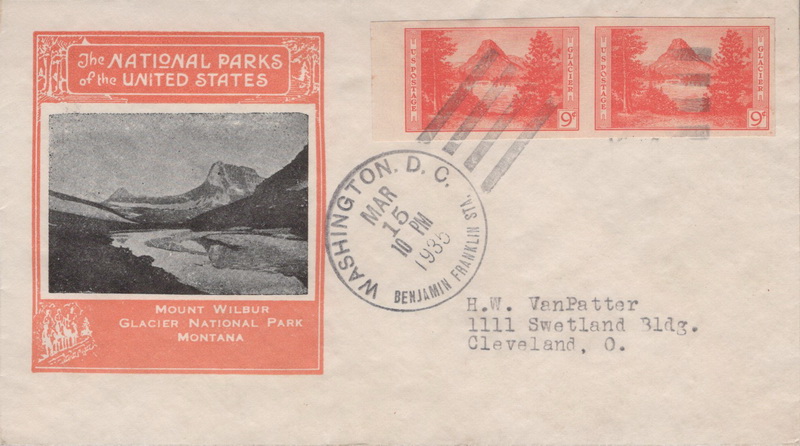 The NATIONAL PARKS
of the UNITED STATES
MOUNT WILBUR
GLACIER NATIONAL PARK
MONTANA
U.S. POSTAGE
GLACIER
9¢
U.S. POSTAGE
GLACIER
9¢
WASHINGTON, D.C.
MAR
15
10 PM
1935
BENJAMIN FRANKLIN STA.
H.W. VanPatter
1111 Swetland Bldg.
Cleveland, O.